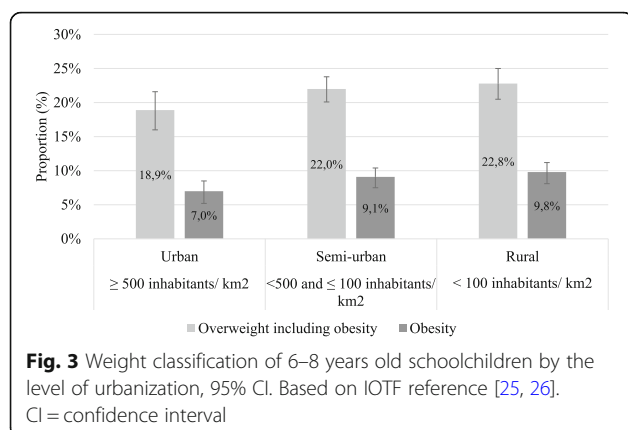 30%
25%
20%
15%
10%
5%
0%
Proportion (%)
18,9%
7,0%
22,0%
9,1%
22,8%
9,8%
Urban
Semi-urban
Rural
≥ 500 inhabitants/ km2
<500 and ≤ 100 inhabitants/
km2
< 100 inhabitants/ km2
Overweight including obesity
Obesity
Fig. 3 Weight classification of 6–8 years old schoolchildren by the
level of urbanization, 95% CI. Based on IOTF reference [25, 26].
CI = confidence interval